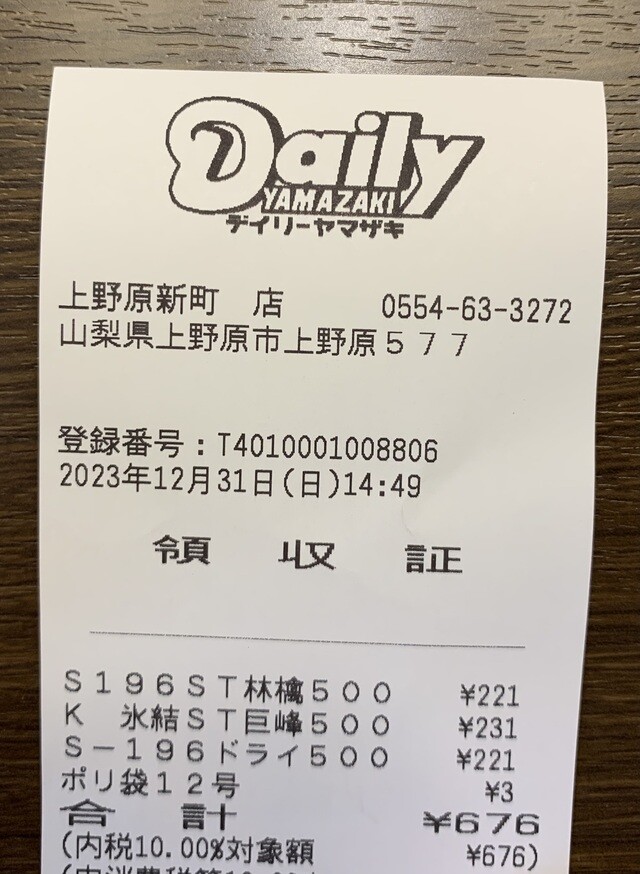 Daily
YAMAZAKI
デイリーヤマザキ
上野原新町 店 0554-63-3272
山梨県上野原市上野原577
登録番号:T4010001008806
2023年12月31日(日)14:49
領収証
S196ST林檎500 ¥221
K 氷結ST巨峰500 ¥231
S-196ドライ500 ¥221
ポリ袋12号 ¥3
合計 ¥676
(内税10.00%対象額 ¥676)